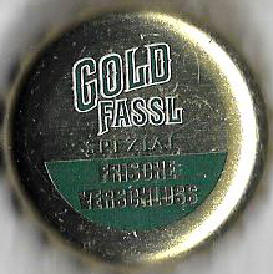 GOLD
FASSL
SPEZIAL
FRISCHE-
VERSCHLUSS